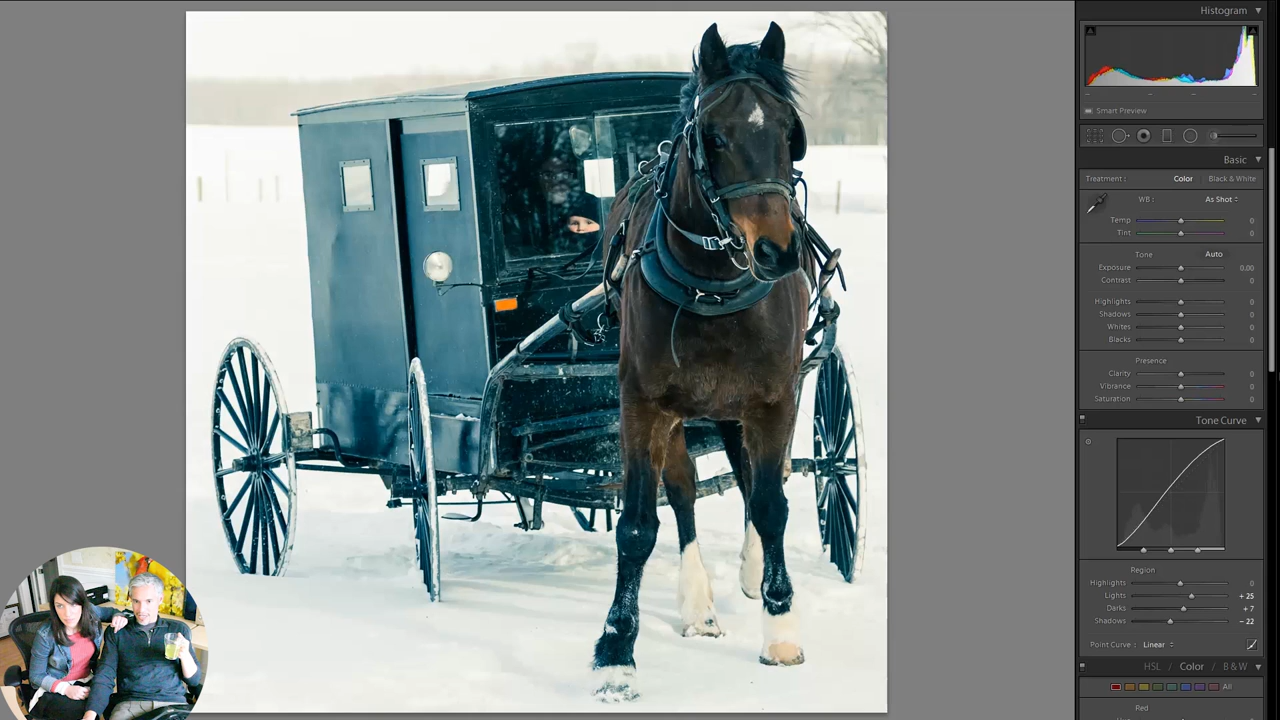 Histogram
Smart Preview
Basic
Treatment : Color Black & White
WB : As Shot
Temp 0
Tint 0
Tone Auto
Exposure 0.00
Contrast 0
Highlights 0
Shadows 0
Whites 0
Blacks 0
Presence
Clarity 0
Vibrance 0
Saturation 0
Tone Curve
Region
Highlights 0
Lights + 25
Darks + 7
Shadows − 22
Point Curve : Linear
HSL / Color / B & W
All
Red